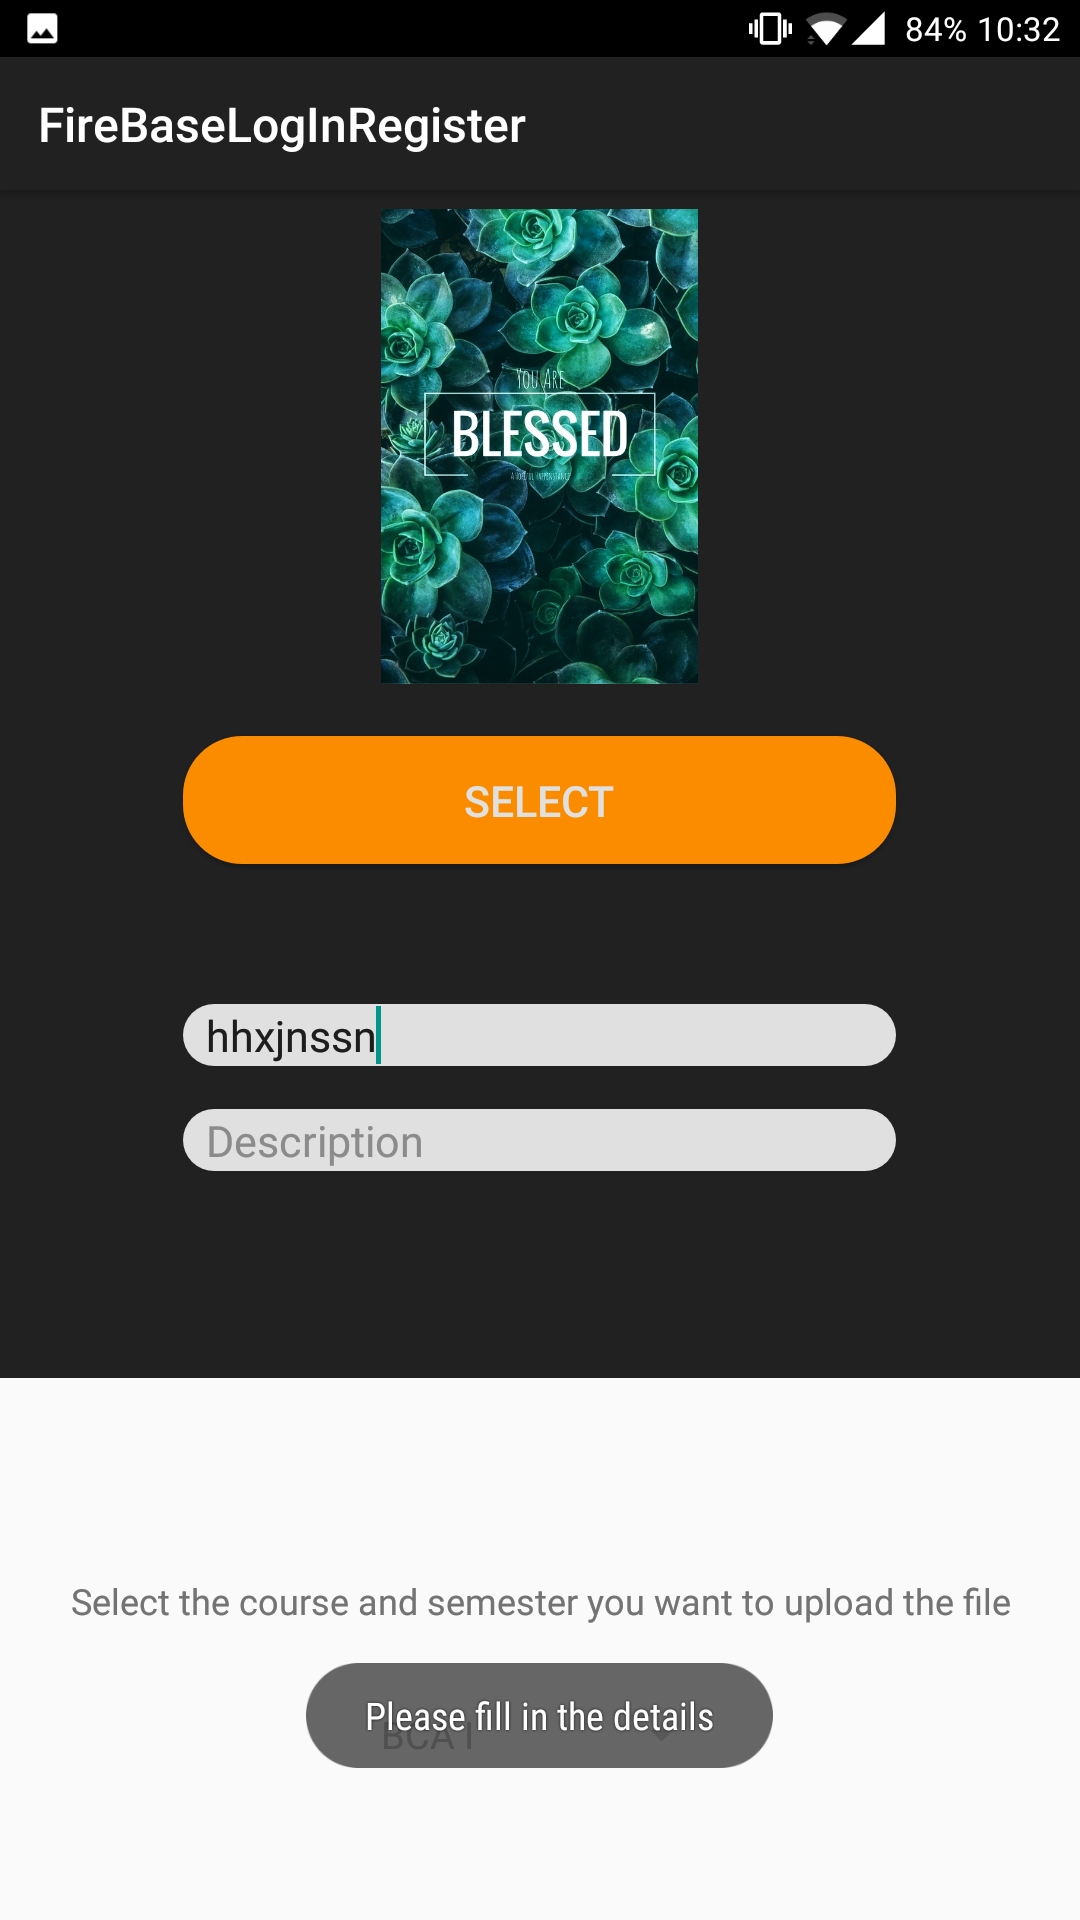 84% 10:32
FireBaseLogInRegister
You Are
BLESSED
SELECT
hhxjnssn
Description
Select the course and semester you want to upload the file
Please fill in the details
BCA I